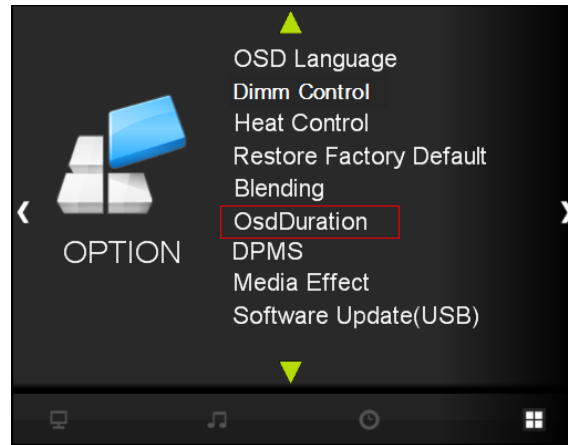 OSD Language
Dimm Control
Heat Control
Restore Factory Default
Blending
OsdDuration
OPTION
DPMS
Media Effect
Software Update(USB)